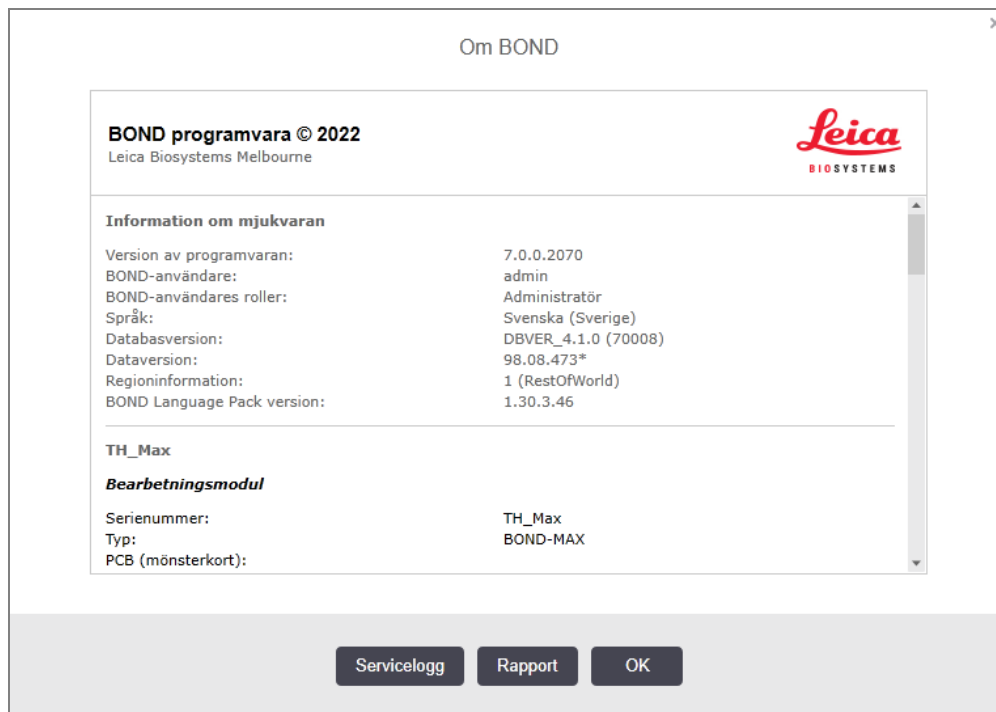 Om BOND
BOND programvara © 2022
Leica Biosystems Melbourne
Leica
BIOSYSTEMS
Information om mjukvaran
Version av programvaran: 7.0.0.2070
BOND-användare: admin
BOND-användares roller: Administratör
Språk: Svenska (Sverige)
Databasversion: DBVER_4.1.0 (70008)
Dataversion: 98.08.473*
Regioninformation: 1 (RestOfWorld)
BOND Language Pack version: 1.30.3.46
TH_Max
Bearbetningsmodul
Serienummer: TH_Max
Typ: BOND-MAX
PCB (mönsterkort):
Servicelogg Rapport OK